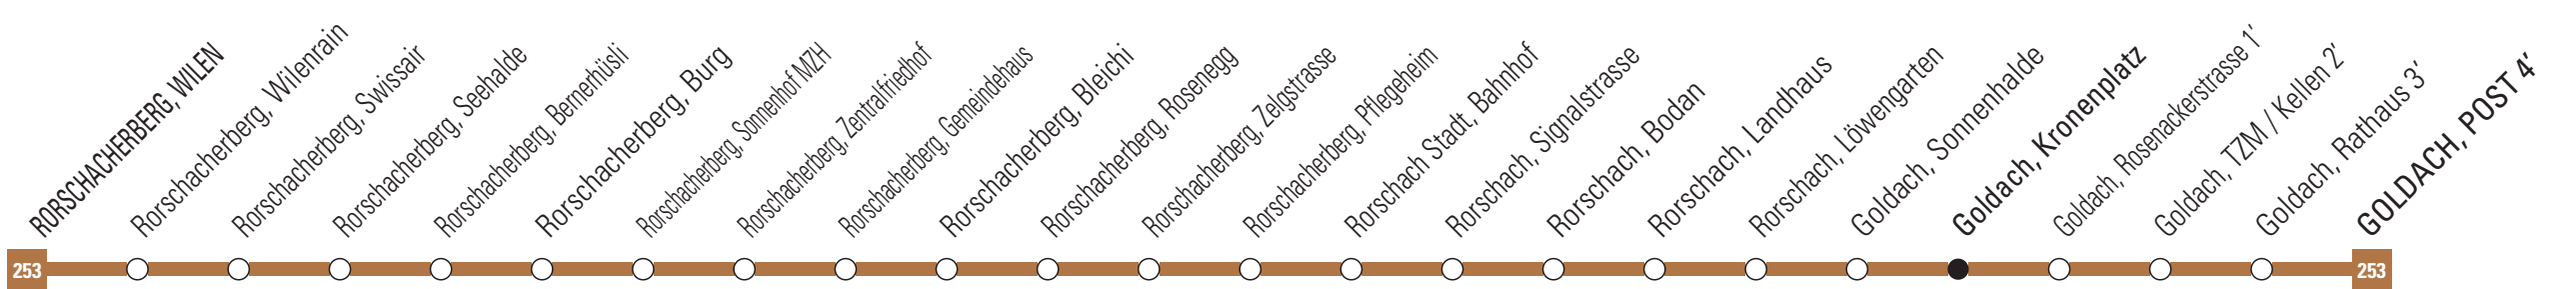 RORSCHACHERBERG, WILEN
Rorschacherberg, Wilenrain
Rorschacherberg, Swissair
Rorschacherberg, Seehalde
Rorschacherberg, Bernerhüsli
Rorschacherberg, Burg
Rorschacherberg, Sonnenhof MZH
Rorschacherberg, Zentralfriedhof
Rorschacherberg, Gemeindehaus
Rorschacherberg, Bleichi
Rorschacherberg, Rosenegg
Rorschacherberg, Zelgstrasse
Rorschacherberg, Pflegeheim
Rorschach Stadt, Bahnhof
Rorschach, Signalstrasse
Rorschach, Bodan
Rorschach, Landhaus
Rorschach, Löwengarten
Goldach, Sonnenhalde
Goldach, Kronenplatz
Goldach, Rosenackerstrasse 1'
Goldach, TZM / Kellen 2'
Goldach, Rathaus 3'
GOLDACH, POST 4'
253
253